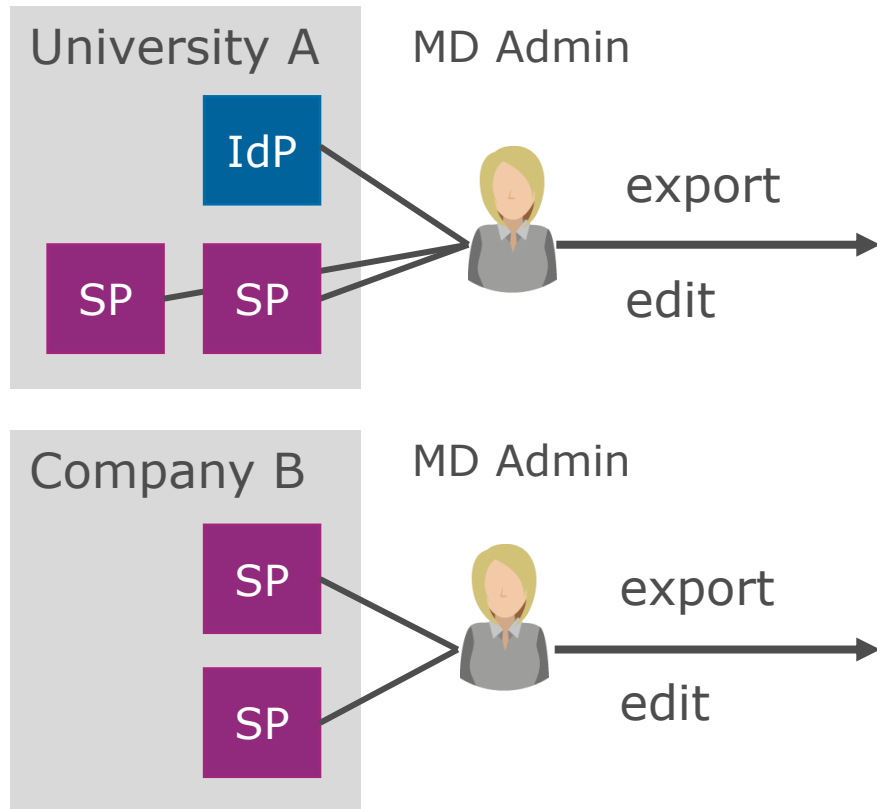 University A
MD Admin
IdP
export
SP
SP
edit
Company B
MD Admin
SP
export
SP
edit